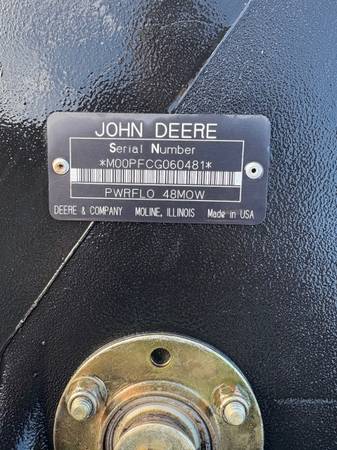 JOHN DEERE
Serial Number
*M00PFCG060481*
PWRFLO 48MOW
DEERE & COMPANY MOLINE, ILLINOIS Made in USA